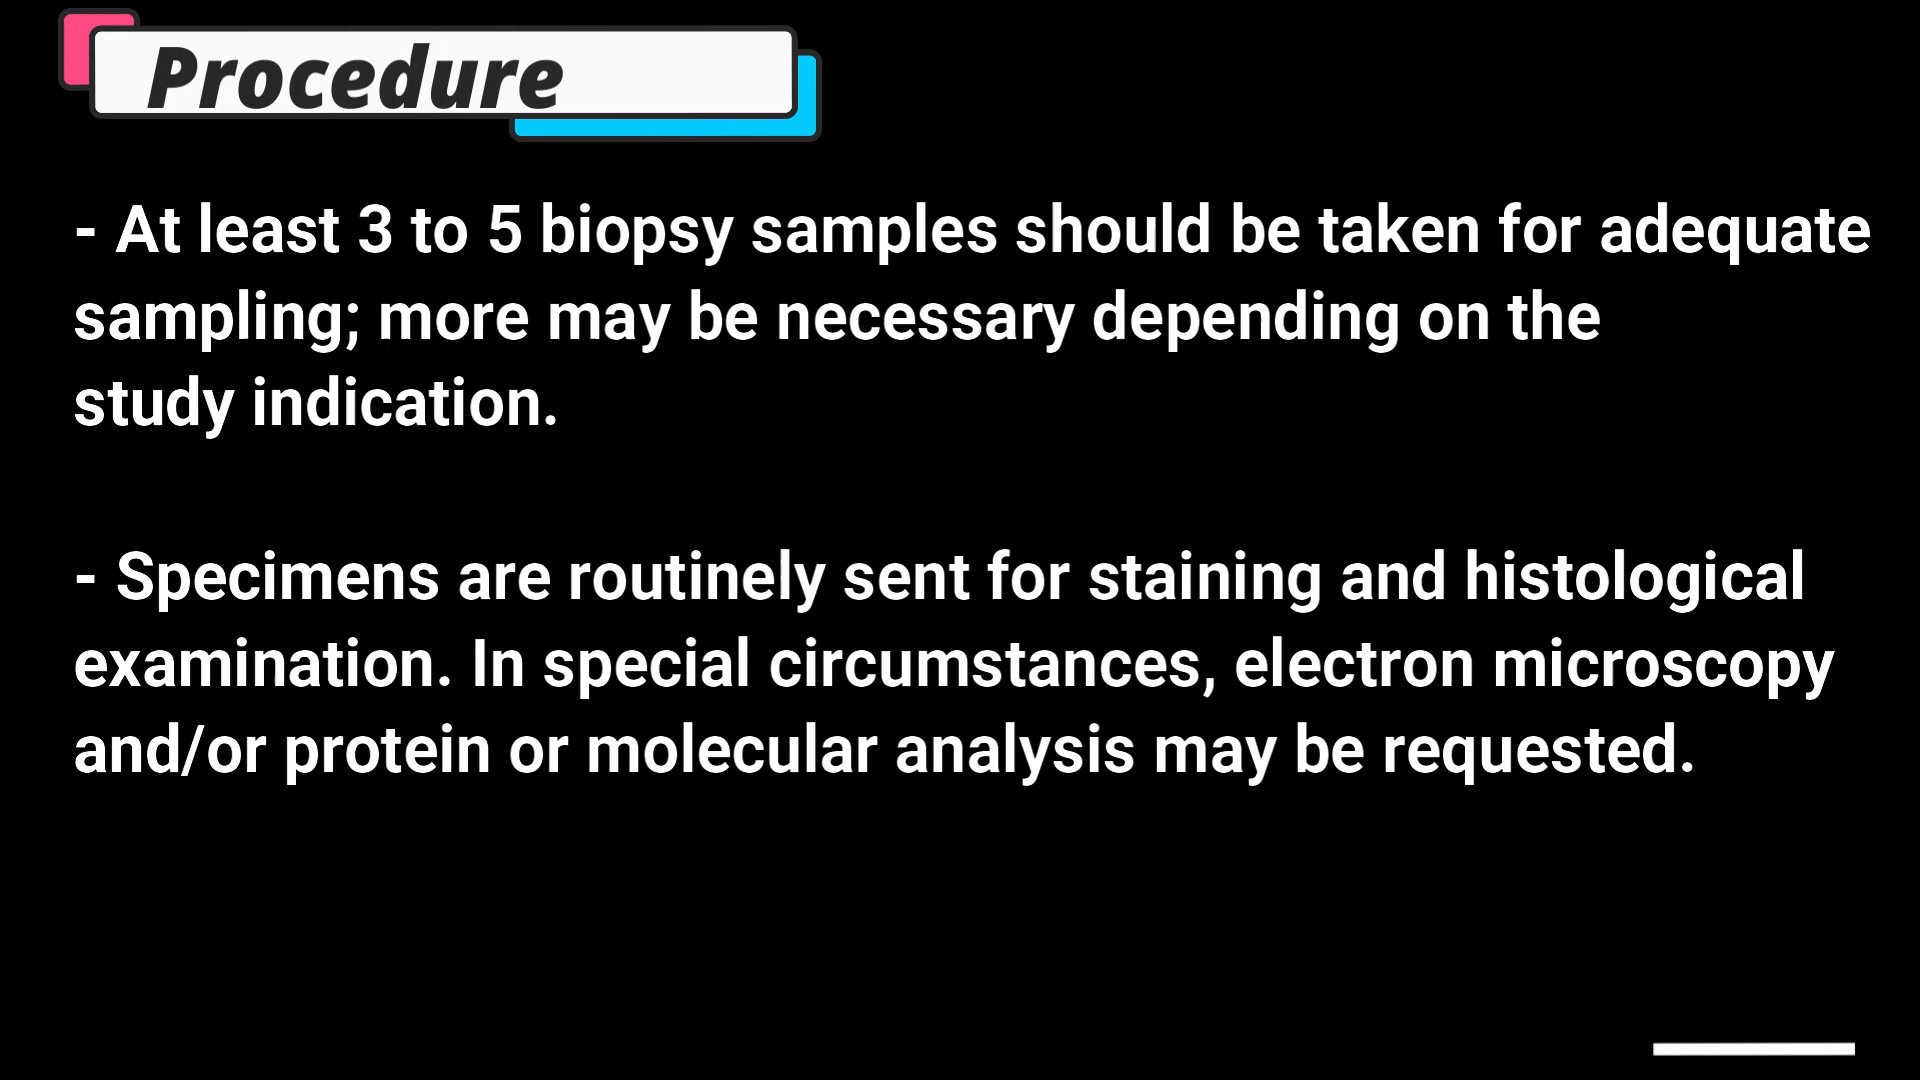 Procedure
- At least 3 to 5 biopsy samples should be taken for adequate
sampling; more may be necessary depending on the
study indication.
- Specimens are routinely sent for staining and histological
examination. In special circumstances, electron microscopy
and/or protein or molecular analysis may be requested.